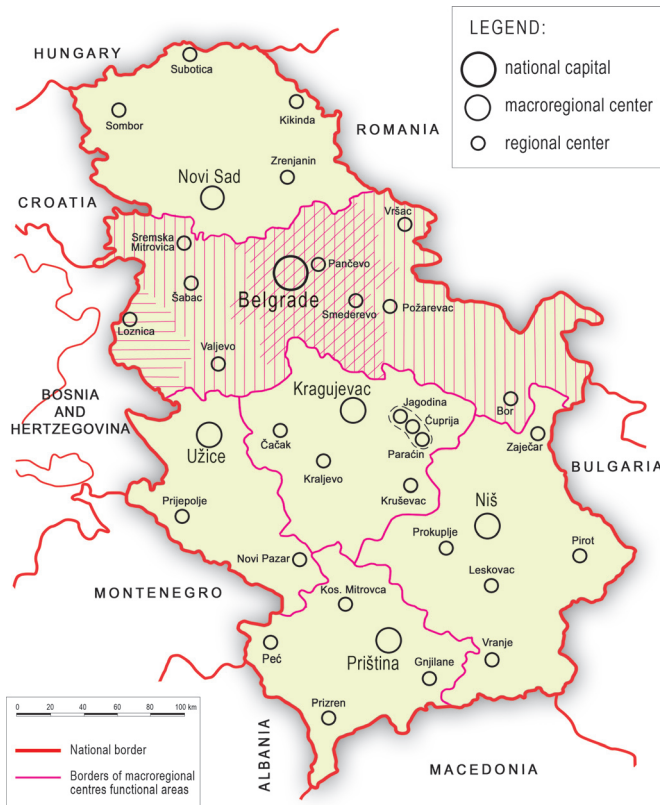 HUNGARY
LEGEND:
national capital
macroregional center
regional center
Subotica
Sombor
Kikinda
ROMANIA
Zrenjanin
Novi Sad
CROATIA
Vršac
Sremska
Mitrovica
Pančevo
Šabac
Belgrade
Smederevo
Požarevac
Loznica
Valjevo
BOSNIA
AND
HERTZEGOVINA
Kragujevac
Jagodina
Ćuprija
Paraćin
Bor
Zaječar
Čačak
Užice
BULGARIA
Kraljevo
Kruševac
Prijepolje
Niš
Prokuplje
Pirot
Novi Pazar
Leskovac
MONTENEGRO
Kos. Mitrovca
Peć
Priština
Vranje
Gnjilane
Prizren
0 20 40 60 80 100 km
National border
Borders of macroregional
centres functional areas
ALBANIA
MACEDONIA